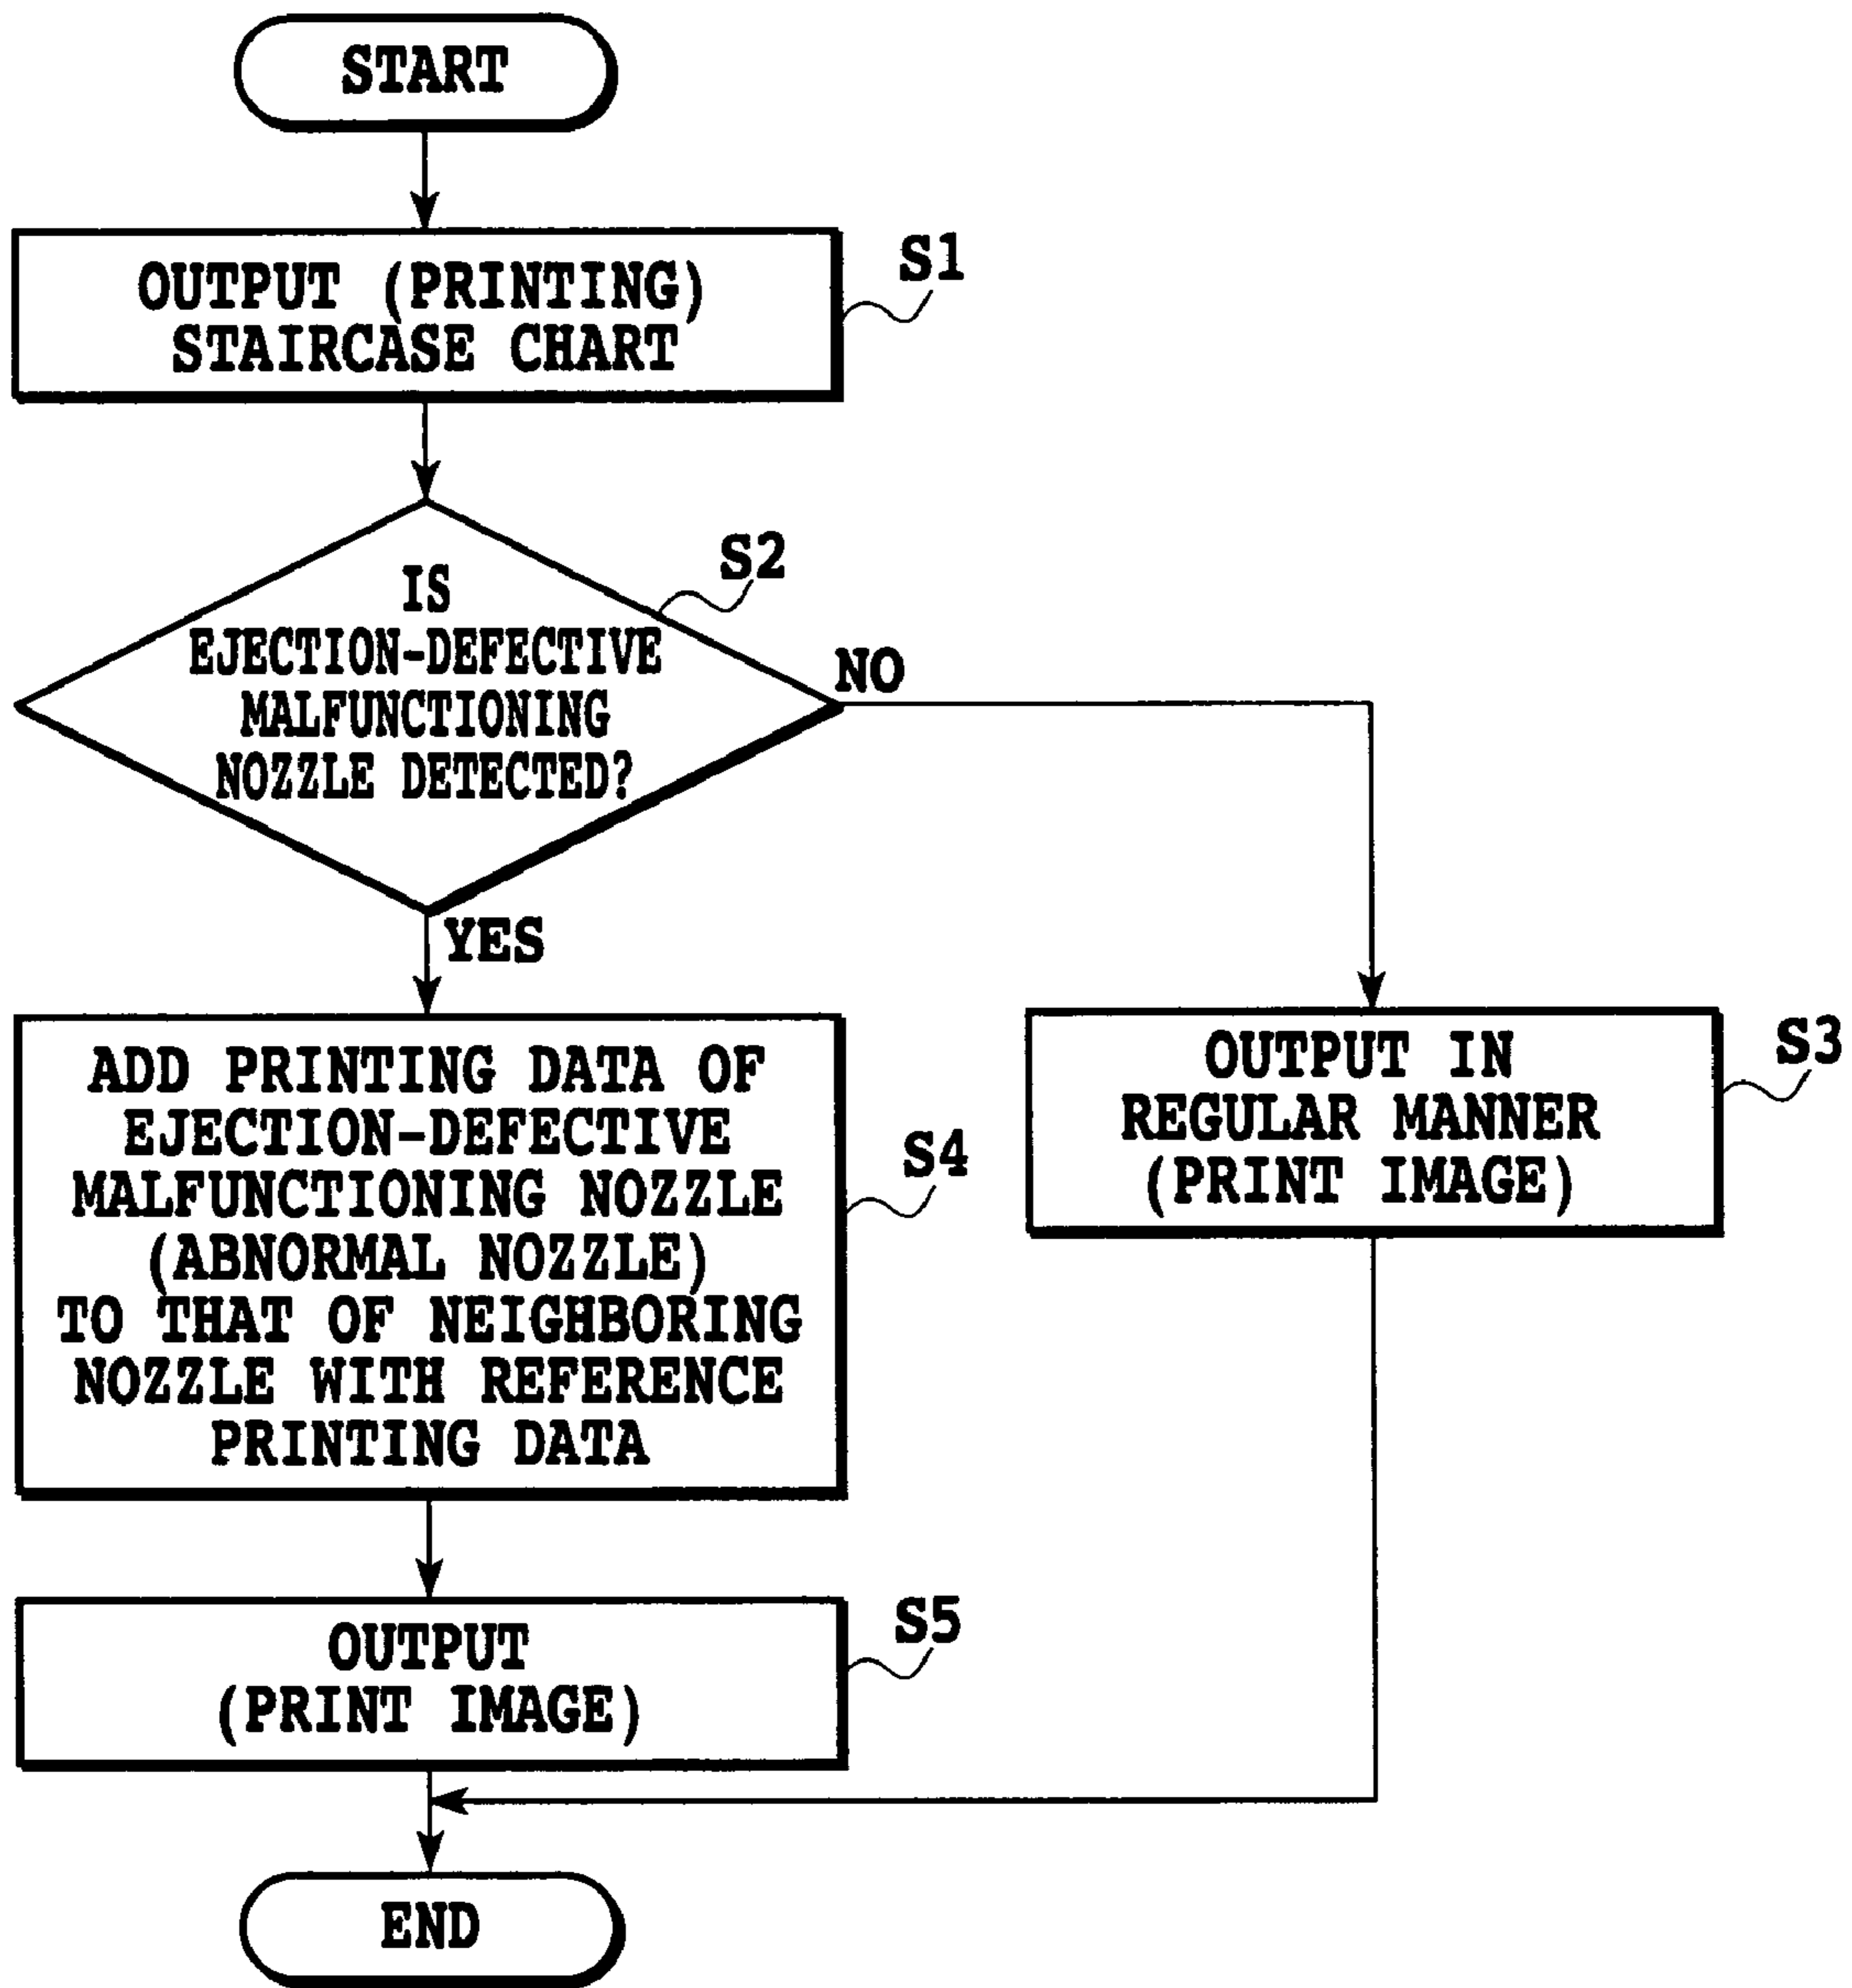 START
OUTPUT (PRINTING)
STAIRCASE CHART
S1
IS
EJECTION-DEFECTIVE
MALFUNCTIONING
NOZZLE DETECTED?
S2
NO
YES
ADD PRINTING DATA OF
EJECTION-DEFECTIVE
MALFUNCTIONING NOZZLE
(ABNORMAL NOZZLE)
TO THAT OF NEIGHBORING
NOZZLE WITH REFERENCE
PRINTING DATA
S4
OUTPUT IN
REGULAR MANNER
(PRINT IMAGE)
S3
OUTPUT
(PRINT IMAGE)
S5
END